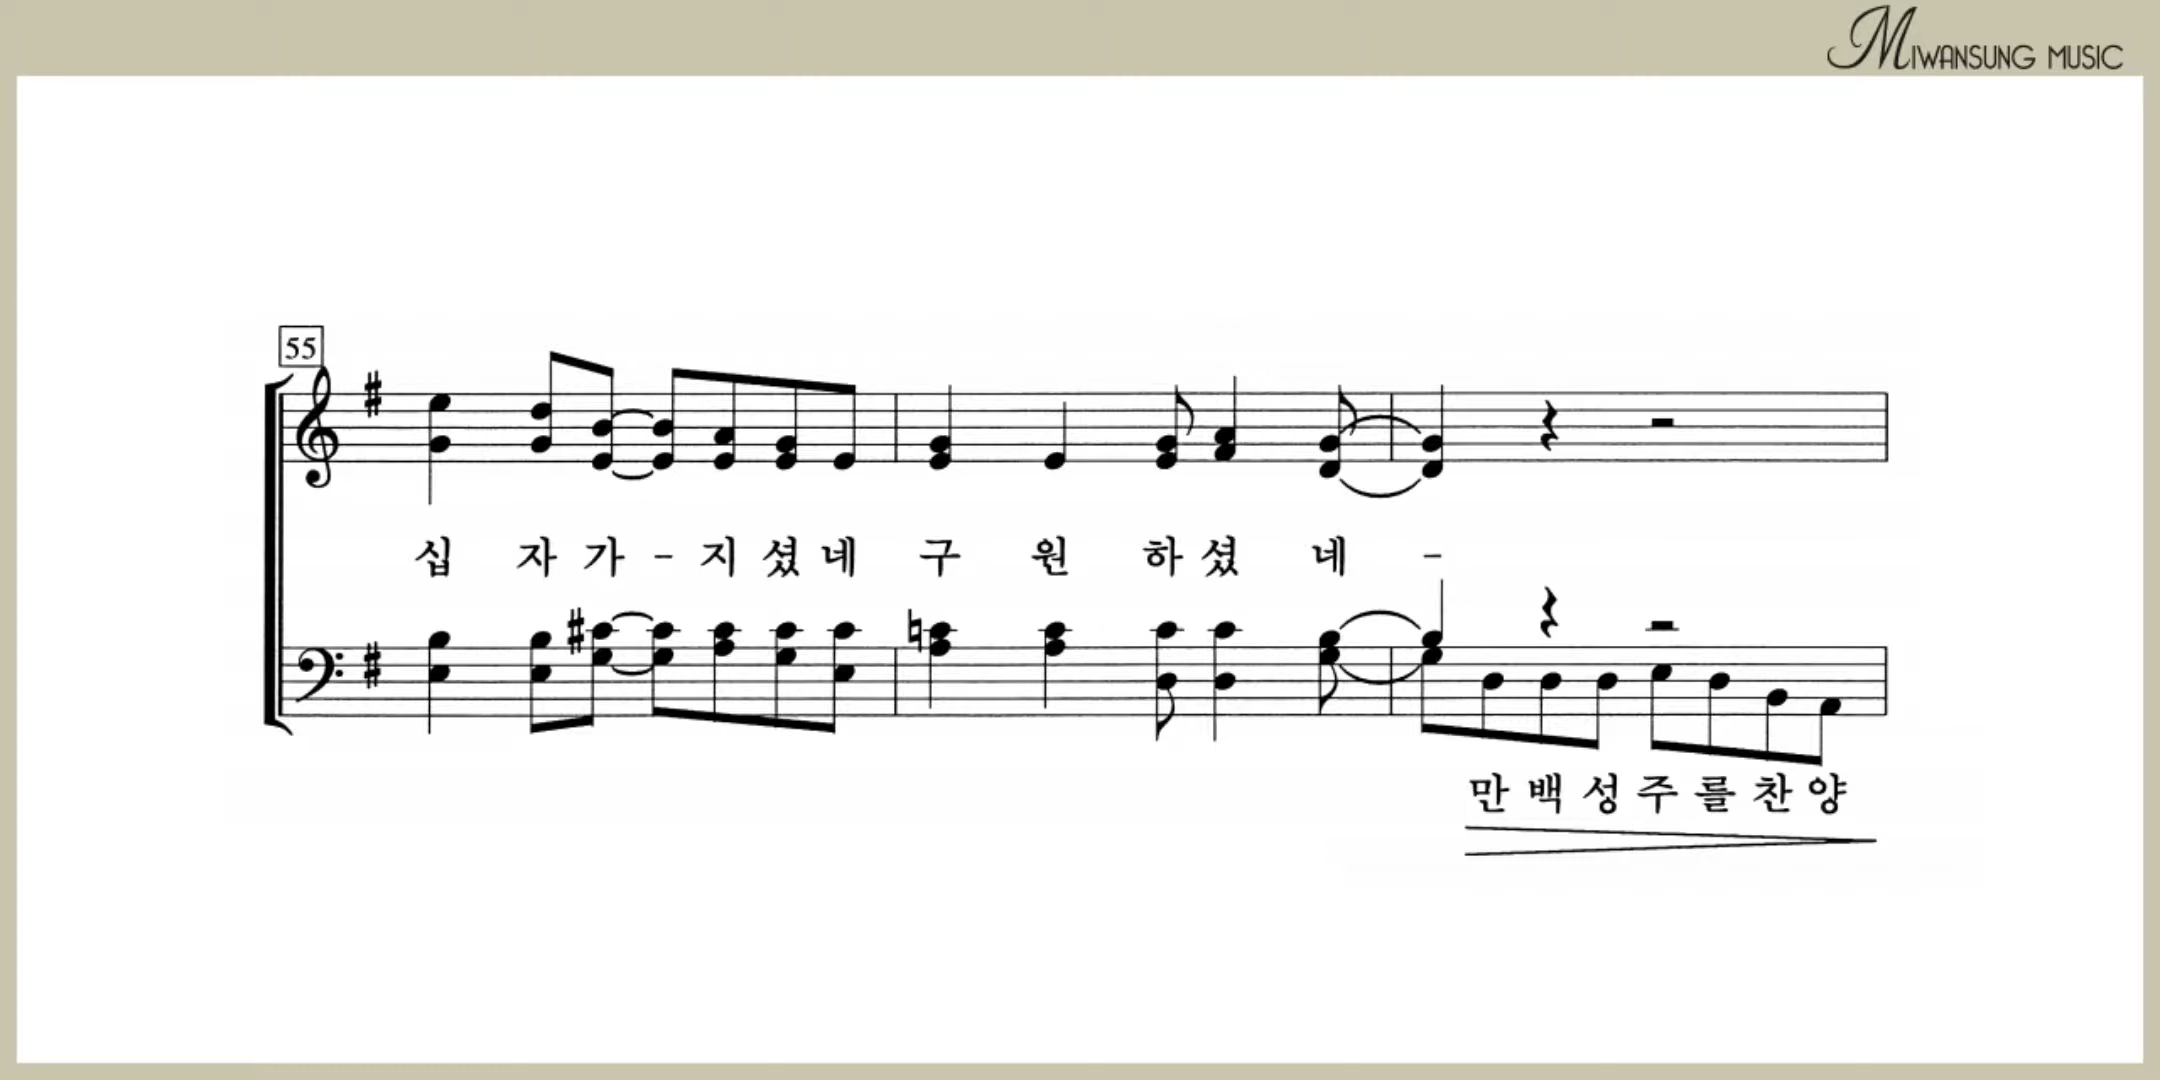 MIWANSUNG MUSIC
55
십 자 가 - 지 셨 네 구 원 하 셨 네 -
만 백 성 주 를 찬 양